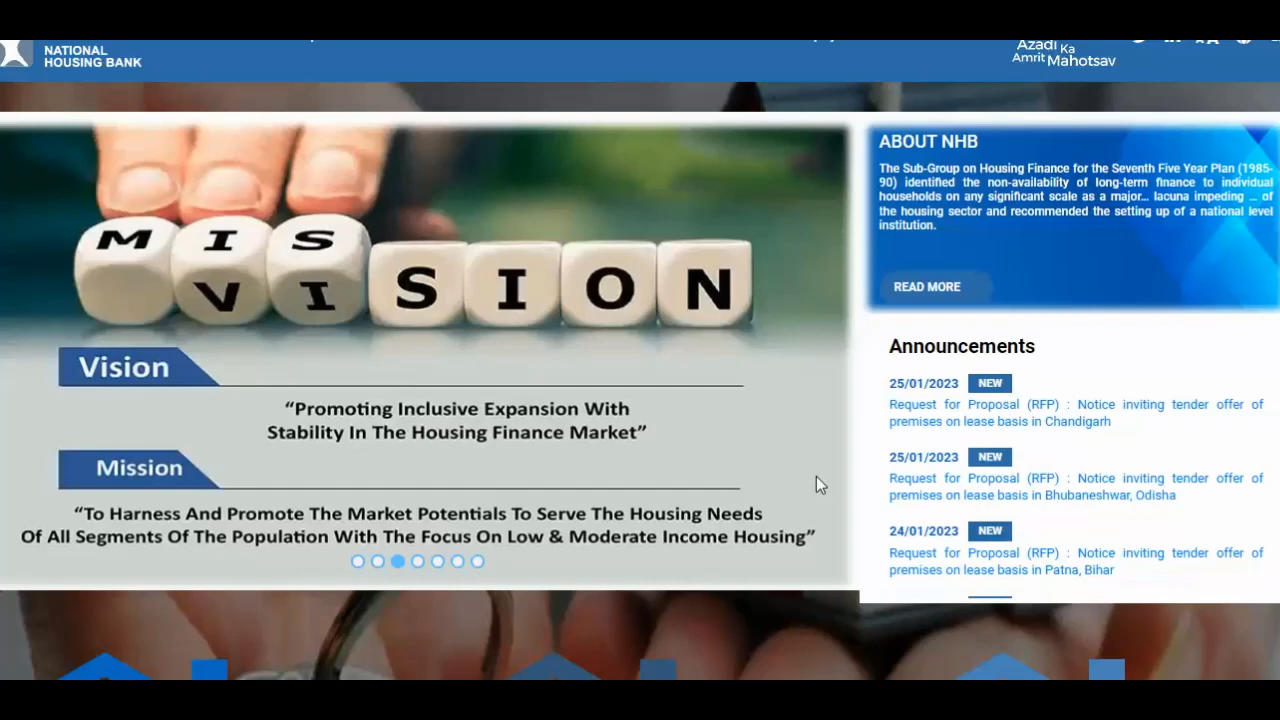 NATIONAL
HOUSING BANK
Azadi Ka
Amrit Mahotsav
MIS
VISION
Vision
“Promoting Inclusive Expansion With
Stability In The Housing Finance Market”
Mission
“To Harness And Promote The Market Potentials To Serve The Housing Needs
Of All Segments Of The Population With The Focus On Low & Moderate Income Housing”
ABOUT NHB
The Sub-Group on Housing Finance for the Seventh Five Year Plan (1985-
90) identified the non-availability of long-term finance to individual
households on any significant scale as a major... lacuna impeding ... of
the housing sector and recommended the setting up of a national level
institution.
READ MORE
Announcements
25/01/2023 NEW
Request for Proposal (RFP) : Notice inviting tender offer of
premises on lease basis in Chandigarh
25/01/2023 NEW
Request for Proposal (RFP) : Notice inviting tender offer of
premises on lease basis in Bhubaneshwar, Odisha
24/01/2023 NEW
Request for Proposal (RFP) : Notice inviting tender offer of
premises on lease basis in Patna, Bihar